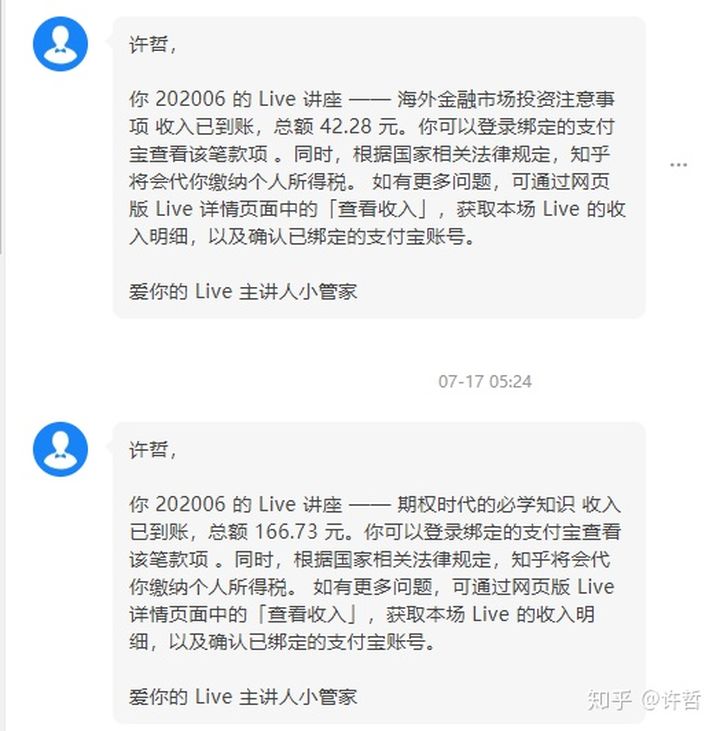 许哲，
你 202006 的 Live 讲座 —— 海外金融市场投资注意事
项 收入已到账，总额 42.28 元。你可以登录绑定的支付
宝查看该笔款项 。同时，根据国家相关法律规定，知乎
将会代你缴纳个人所得税。 如有更多问题，可通过网页
版 Live 详情页面中的「查看收入」，获取本场 Live 的收
入明细，以及确认已绑定的支付宝账号。
爱你的 Live 主讲人小管家
07-17 05:24
许哲，
你 202006 的 Live 讲座 —— 期权时代的必学知识 收入
已到账，总额 166.73 元。你可以登录绑定的支付宝查看
该笔款项 。同时，根据国家相关法律规定，知乎将会代
你缴纳个人所得税。 如有更多问题，可通过网页版 Live
详情页面中的「查看收入」，获取本场 Live 的收入明
细，以及确认已绑定的支付宝账号。
爱你的 Live 主讲人小管家
知乎 @许哲